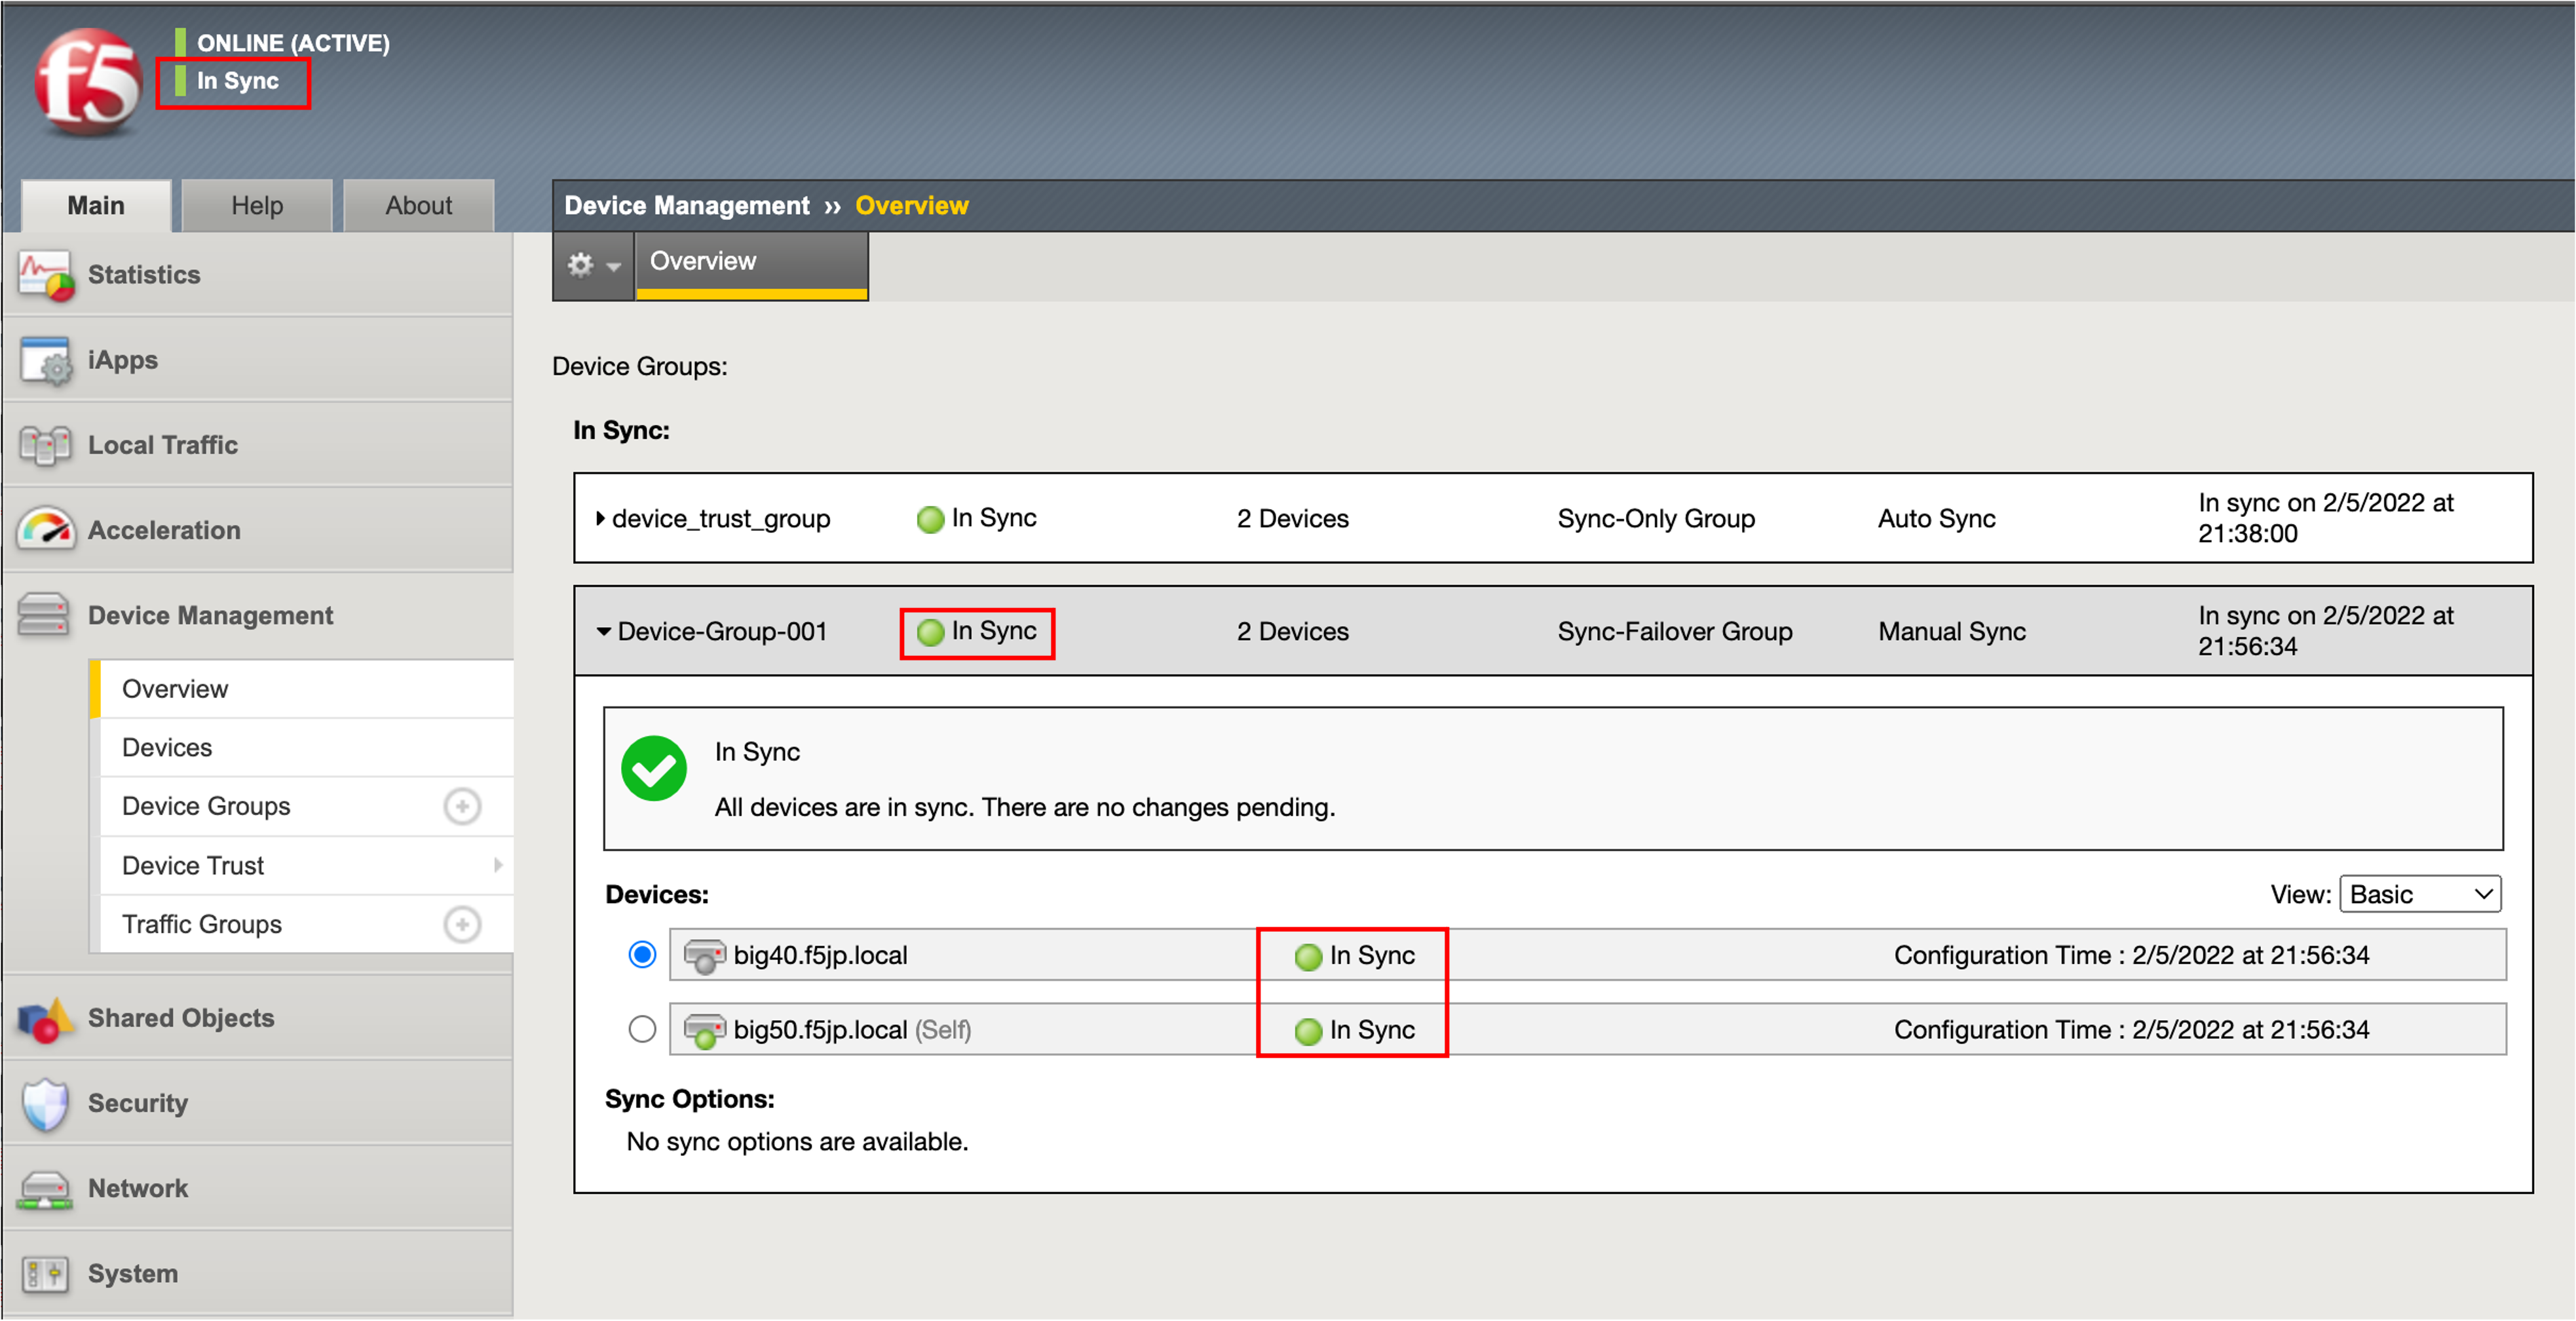 f5
ONLINE (ACTIVE)
In Sync
Main
Help
About
Device Management ›› Overview
Overview
Statistics
iApps
Local Traffic
Acceleration
Device Management
Overview
Devices
Device Groups
Device Trust
Traffic Groups
Shared Objects
Security
Network
System
Device Groups:
In Sync:
device_trust_group In Sync 2 Devices Sync-Only Group Auto Sync In sync on 2/5/2022 at
21:38:00
Device-Group-001 In Sync 2 Devices Sync-Failover Group Manual Sync In sync on 2/5/2022 at
21:56:34
In Sync
All devices are in sync. There are no changes pending.
Devices: View: Basic
big40.f5jp.local In Sync Configuration Time : 2/5/2022 at 21:56:34
big50.f5jp.local (Self) In Sync Configuration Time : 2/5/2022 at 21:56:34
Sync Options:
No sync options are available.